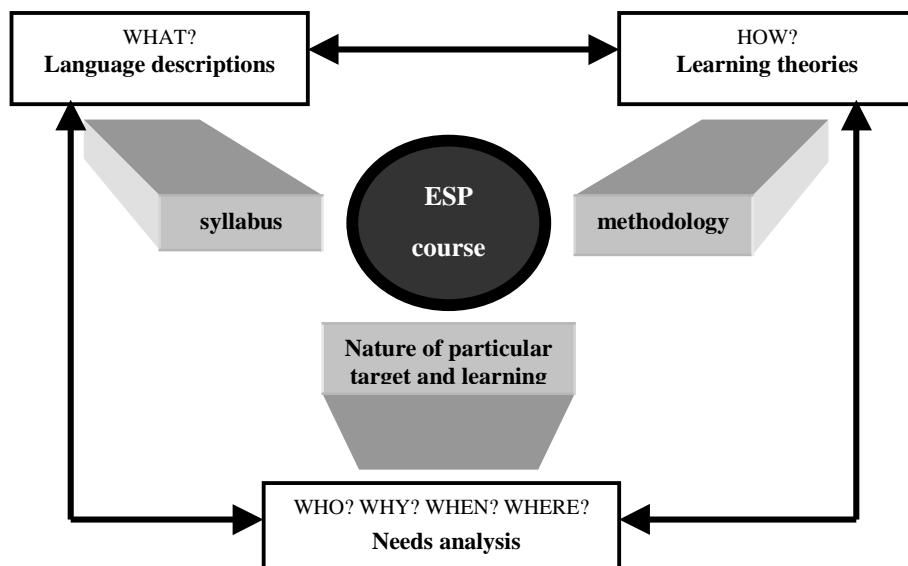 WHAT?
Language descriptions
HOW?
Learning theories
syllabus
ESP
course
methodology
Nature of particular
target and learning
WHO? WHY? WHEN? WHERE?
Needs analysis